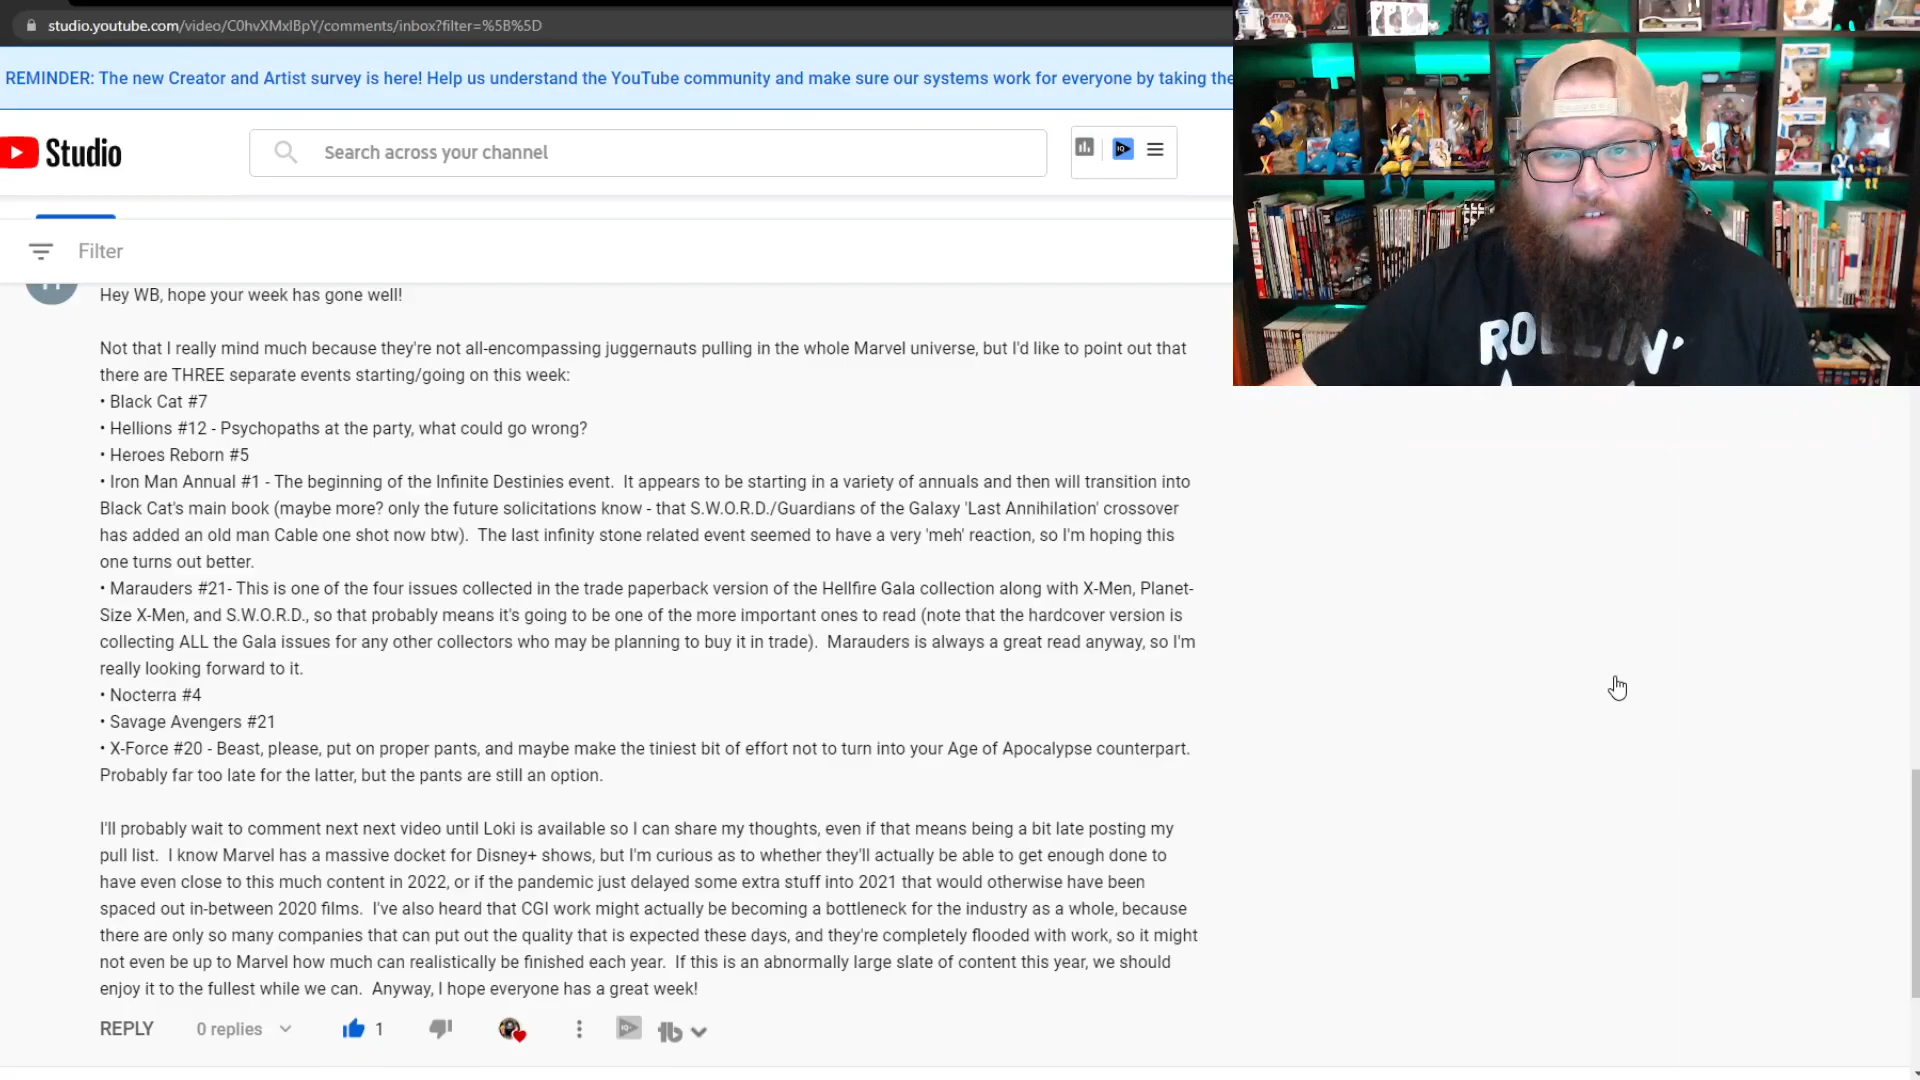 studio.youtube.com/video/C0hvXMxIBpY/comments/inbox?filter=%5B%5D
REMINDER: The new Creator and Artist survey is here! Help us understand the YouTube community and make sure our systems work for everyone by taking the
Studio
Search across your channel
Filter
Hey WB, hope your week has gone well!
Not that I really mind much because they're not all-encompassing juggernauts pulling in the whole Marvel universe, but I'd like to point out that
there are THREE separate events starting/going on this week:
• Black Cat #7
• Hellions #12 - Psychopaths at the party, what could go wrong?
• Heroes Reborn #5
• Iron Man Annual #1 - The beginning of the Infinite Destinies event.  It appears to be starting in a variety of annuals and then will transition into
Black Cat's main book (maybe more? only the future solicitations know - that S.W.O.R.D./Guardians of the Galaxy 'Last Annihilation' crossover
has added an old man Cable one shot now btw).  The last infinity stone related event seemed to have a very 'meh' reaction, so I'm hoping this
one turns out better.
• Marauders #21- This is one of the four issues collected in the trade paperback version of the Hellfire Gala collection along with X-Men, Planet-
Size X-Men, and S.W.O.R.D., so that probably means it's going to be one of the more important ones to read (note that the hardcover version is
collecting ALL the Gala issues for any other collectors who may be planning to buy it in trade).  Marauders is always a great read anyway, so I'm
really looking forward to it.
• Nocterra #4
• Savage Avengers #21
• X-Force #20 - Beast, please, put on proper pants, and maybe make the tiniest bit of effort not to turn into your Age of Apocalypse counterpart.
Probably far too late for the latter, but the pants are still an option.
I'll probably wait to comment next next video until Loki is available so I can share my thoughts, even if that means being a bit late posting my
pull list.  I know Marvel has a massive docket for Disney+ shows, but I'm curious as to whether they'll actually be able to get enough done to
have even close to this much content in 2022, or if the pandemic just delayed some extra stuff into 2021 that would otherwise have been
spaced out in-between 2020 films.  I've also heard that CGI work might actually be becoming a bottleneck for the industry as a whole, because
there are only so many companies that can put out the quality that is expected these days, and they're completely flooded with work, so it might
not even be up to Marvel how much can realistically be finished each year.  If this is an abnormally large slate of content this year, we should
enjoy it to the fullest while we can.  Anyway, I hope everyone has a great week!
REPLY 0 replies 1
ROLLIN'